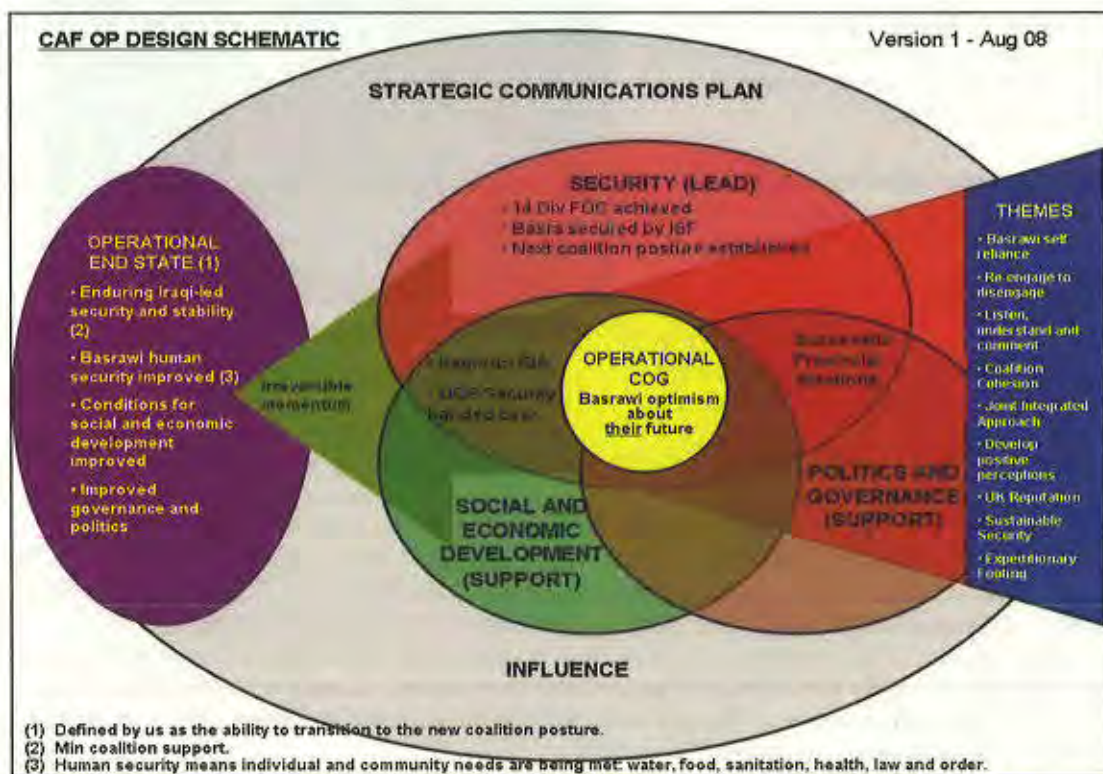 CAF OP DESIGN SCHEMATIC
Version 1 - Aug 08
STRATEGIC COMMUNICATIONS PLAN
SECURITY (LEAD)
• 14 Div FOC achieved
• Basra secured by ISF
• Next coalition posture established
OPERATIONAL
END STATE (1)
• Enduring Iraqi-led
security and stability
(2)
• Basrawi human
security improved (3)
• Conditions for
social and economic
development
improved
• Improved
governance and
politics
Irreversible
momentum
Security
handed over
OPERATIONAL
COG
Basrawi optimism
about
their future
Successful
Provincial
Elections
SOCIAL AND
ECONOMIC
DEVELOPMENT
(SUPPORT)
POLITICS AND
GOVERNANCE
(SUPPORT)
THEMES
• Basrawi self
reliance
• Re-engage to
disengage
• Listen,
understand and
comment
• Coalition
Cohesion
• Joint Integrated
Approach
• Develop
positive
perceptions
• UK Reputation
• Sustainable
Security
• Expeditionary
Footing
INFLUENCE
(1) Defined by us as the ability to transition to the new coalition posture.
(2) Min coalition support.
(3) Human security means individual and community needs are being met: water, food, sanitation, health, law and order.